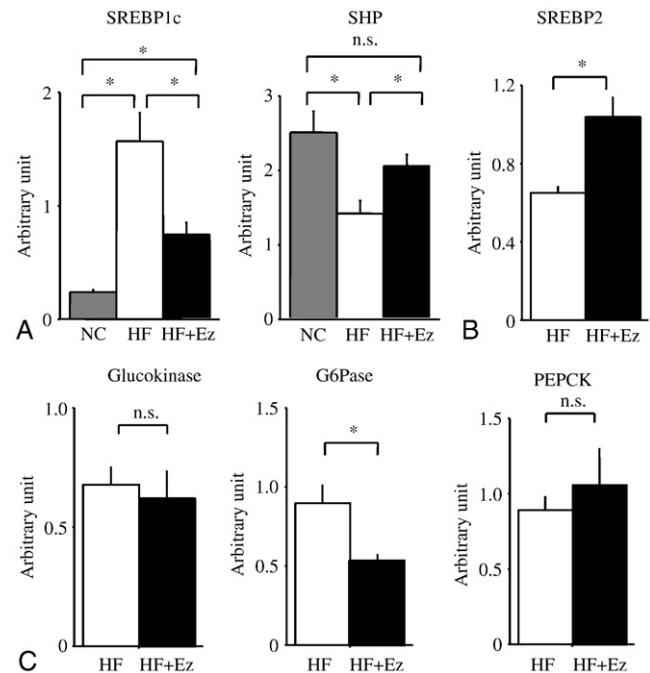 SREBP1c
*
* *
2
1
0
Arbitrary unit
NC HF HF+Ez
A
SHP
n.s.
* *
3
2
1
0
Arbitrary unit
NC HF HF+Ez
SREBP2
*
1.2
0.8
0.4
0
Arbitrary unit
HF HF+Ez
B
Glucokinase
n.s.
1.0
0.5
0
Arbitrary unit
HF HF+Ez
C
G6Pase
*
1.5
1.0
0.5
0
Arbitrary unit
HF HF+Ez
PEPCK
n.s.
1.5
1.0
0.5
0
Arbitrary unit
HF HF+Ez